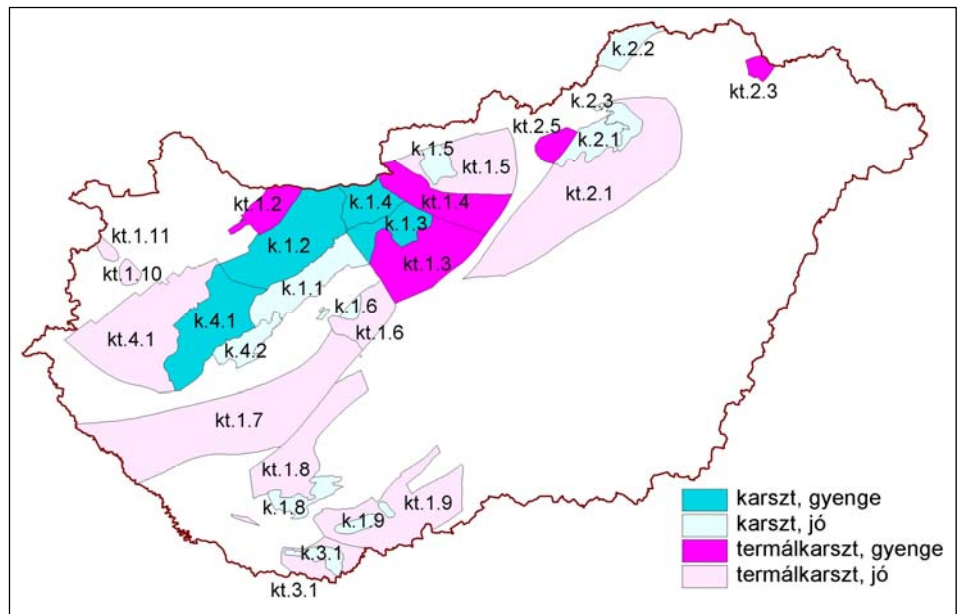 k.2.2
kt.2.3
k.2.3
kt.2.5
k.2.1
k.1.5
kt.1.5
kt.2.1
kt.1.2
k.1.4
kt.1.4
k.1.3
kt.1.11
k.1.2
kt.1.3
kt.1.10
k.1.1
k.1.6
k.4.1
kt.1.6
kt.4.1
k.4.2
kt.1.7
kt.1.8
k.1.8
kt.1.9
k.1.9
k.3.1
kt.3.1
karszt, gyenge
karszt, jó
termálkarszt, gyenge
termálkarszt, jó